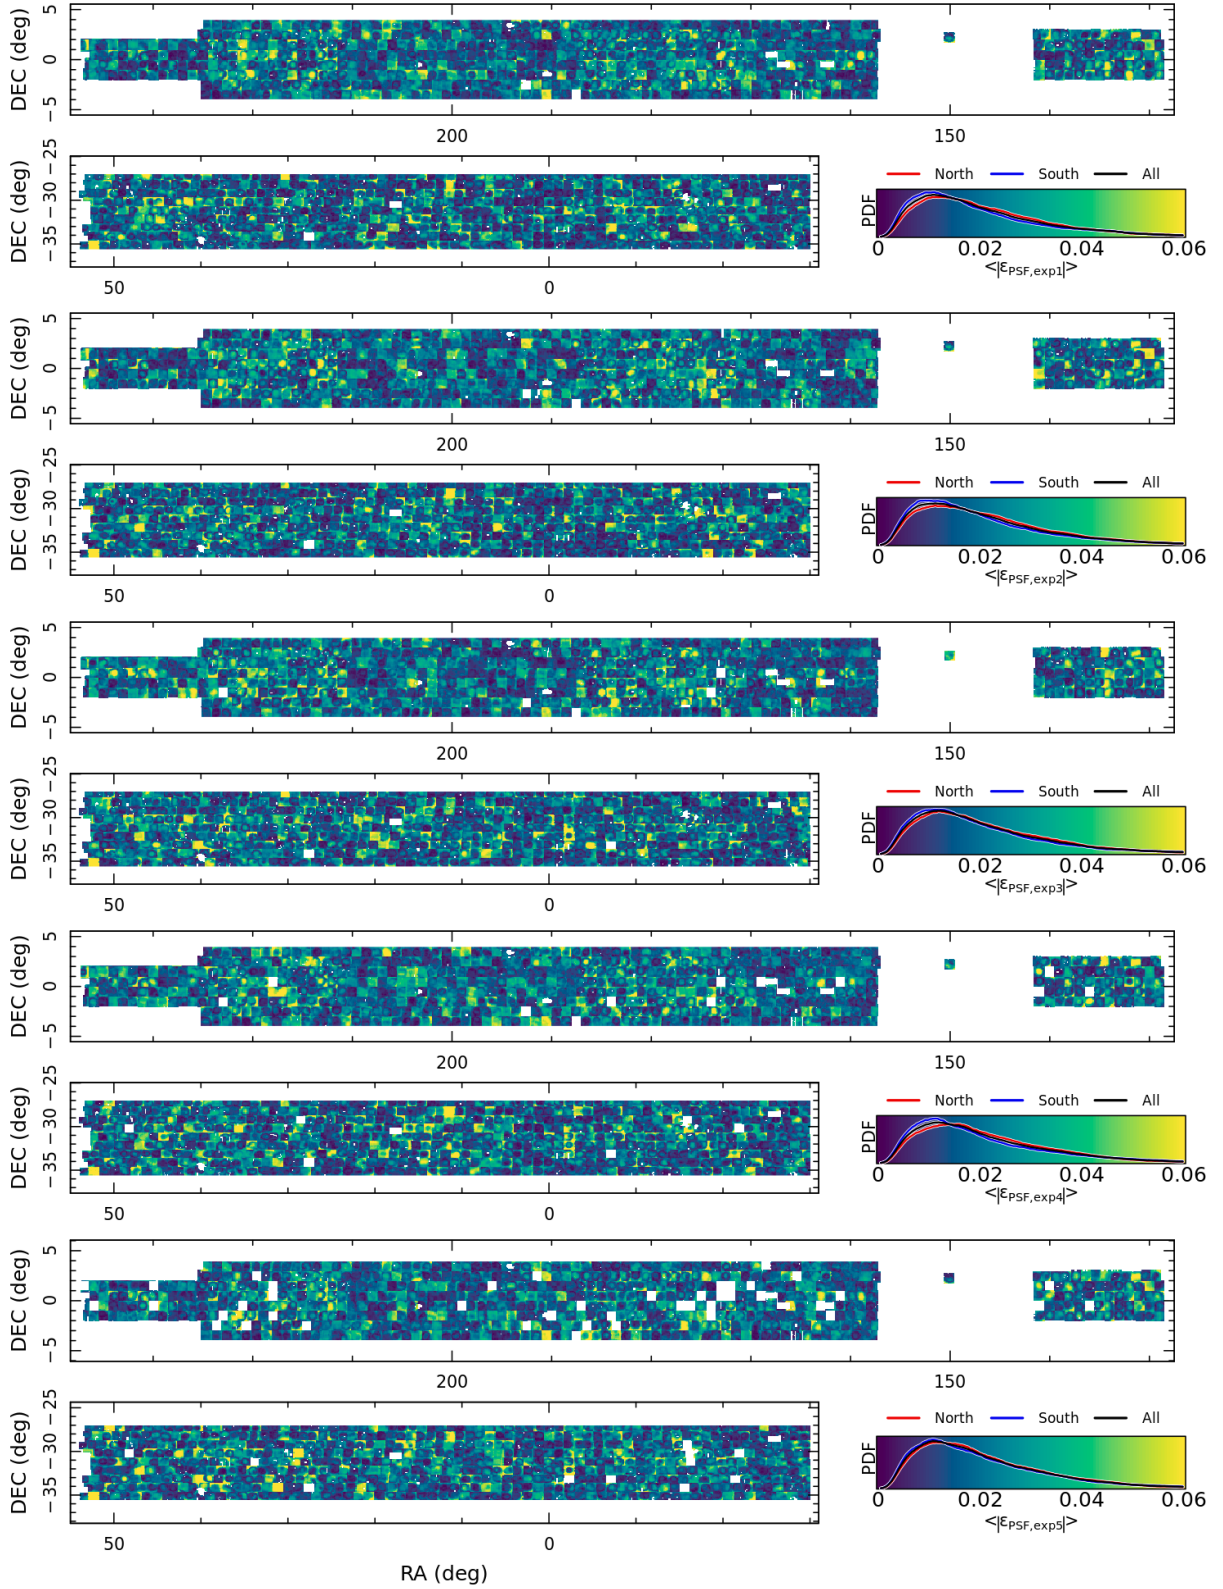 DEC (deg)
5
0
−5
200
150
DEC (deg)
−25
−30
−35
50
0
North South All
PDF
0 0.02 0.04 0.06
<|εPSF,exp1|>
DEC (deg)
5
0
−5
200
150
DEC (deg)
−25
−30
−35
50
0
North South All
PDF
0 0.02 0.04 0.06
<|εPSF,exp2|>
DEC (deg)
5
0
−5
200
150
DEC (deg)
−25
−30
−35
50
0
North South All
PDF
0 0.02 0.04 0.06
<|εPSF,exp3|>
DEC (deg)
5
0
−5
200
150
DEC (deg)
−25
−30
−35
50
0
North South All
PDF
0 0.02 0.04 0.06
<|εPSF,exp4|>
DEC (deg)
5
0
−5
200
150
DEC (deg)
−25
−30
−35
50
0
North South All
PDF
0 0.02 0.04 0.06
<|εPSF,exp5|>
RA (deg)